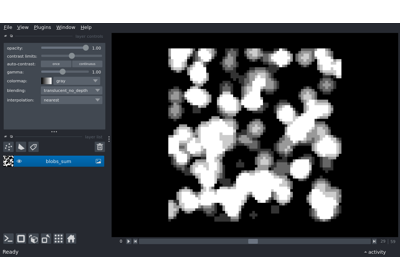 File View Plugins Window Help
opacity: 1.00
contrast limits:
auto-contrast: once continuous
gamma: 1.00
colormap: gray
blending: translucent_no_depth
interpolation: nearest
blobs_sum
Ready
activity